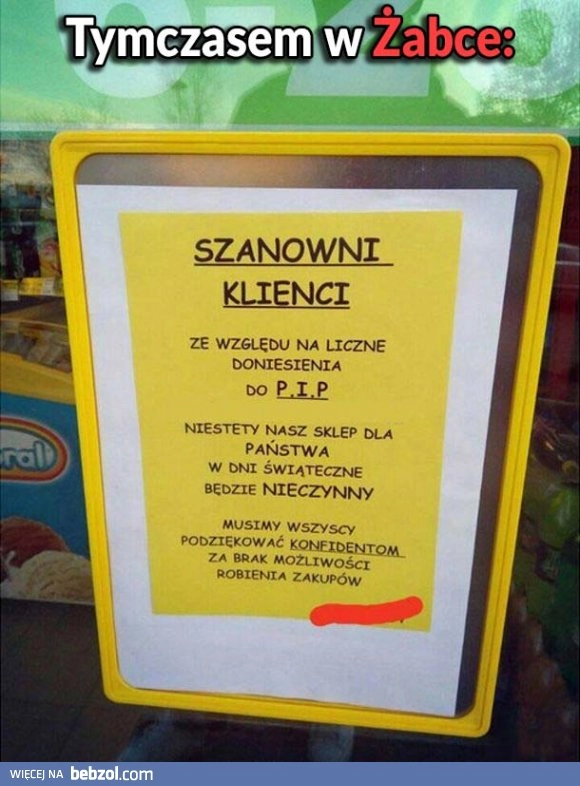 Tymczasem w Żabce:
SZANOWNI
KLIENCI
ZE WZGLĘDU NA LICZNE
DONIESIENIA
DO P.I.P
NIESTETY NASZ SKLEP DLA
PAŃSTWA
W DNI ŚWIĄTECZNE
BĘDZIE NIECZYNNY
MUSIMY WSZYSCY
PODZIĘKOWAĆ KONFIDENTOM
ZA BRAK MOŻLIWOŚCI
ROBIENIA ZAKUPÓW
WIĘCEJ NA bebzol.com